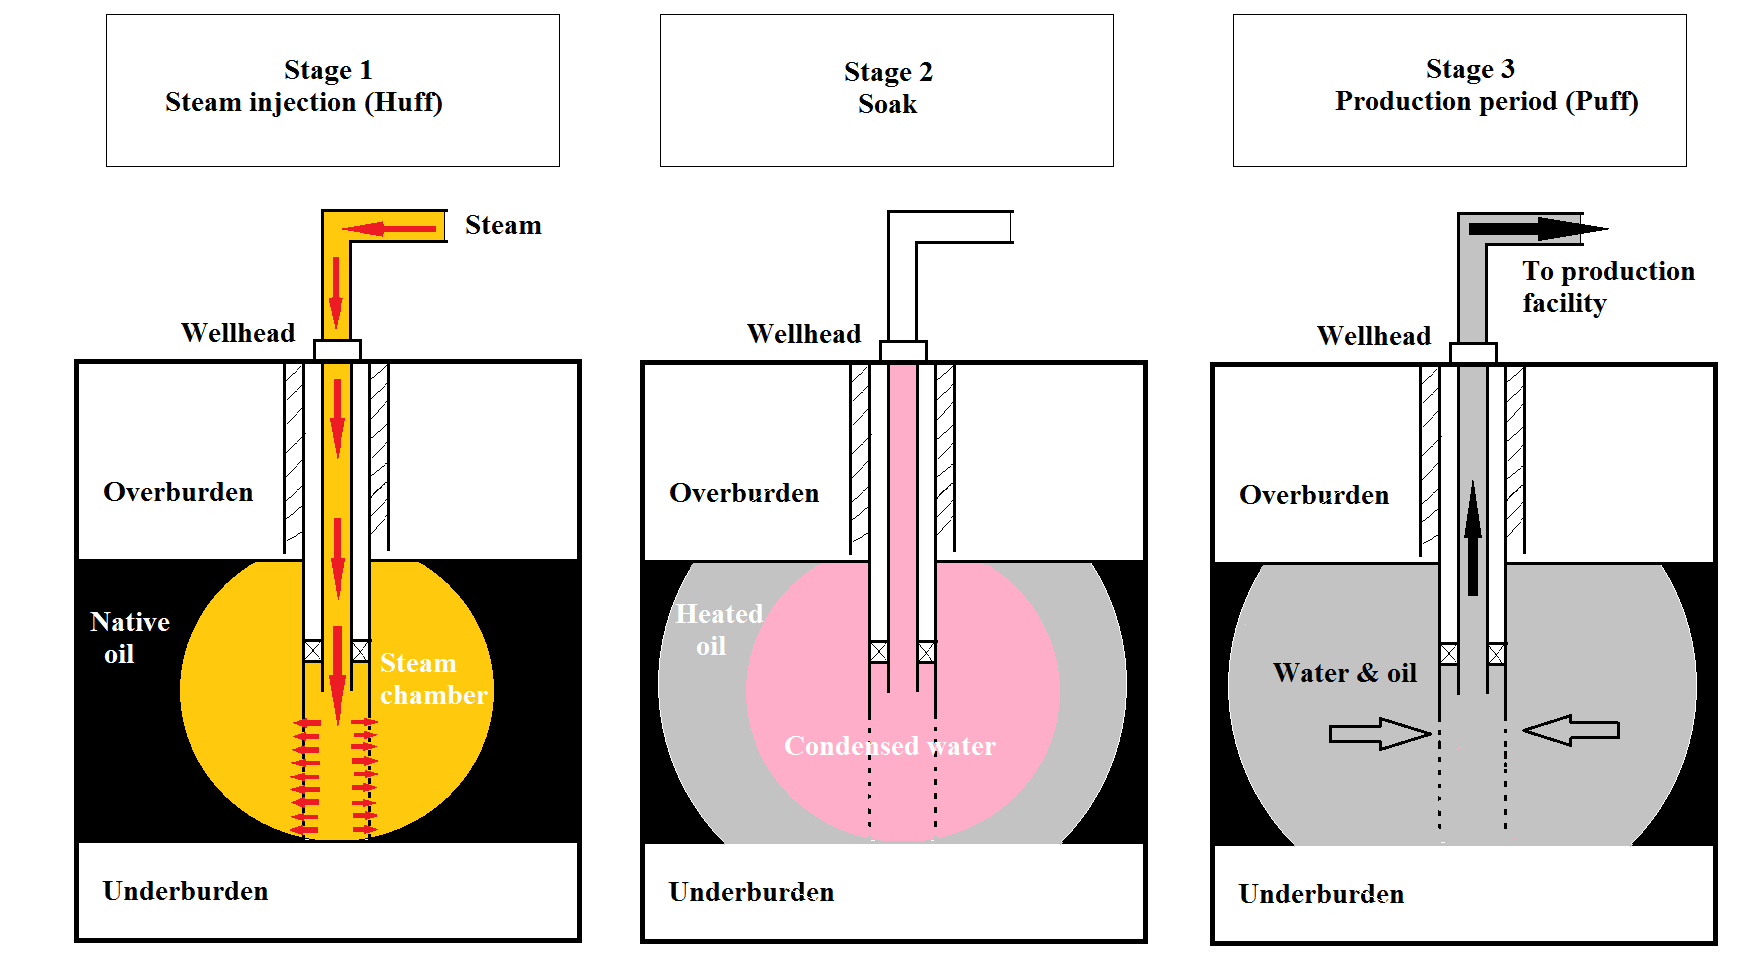 Stage 1
Steam injection (Huff)
Stage 2
Soak
Stage 3
Production period (Puff)
Steam
Wellhead
Overburden
Native
oil
Steam
chamber
Underburden
Wellhead
Overburden
Heated
oil
Condensed water
Underburden
To production
facility
Wellhead
Overburden
Water & oil
Underburden